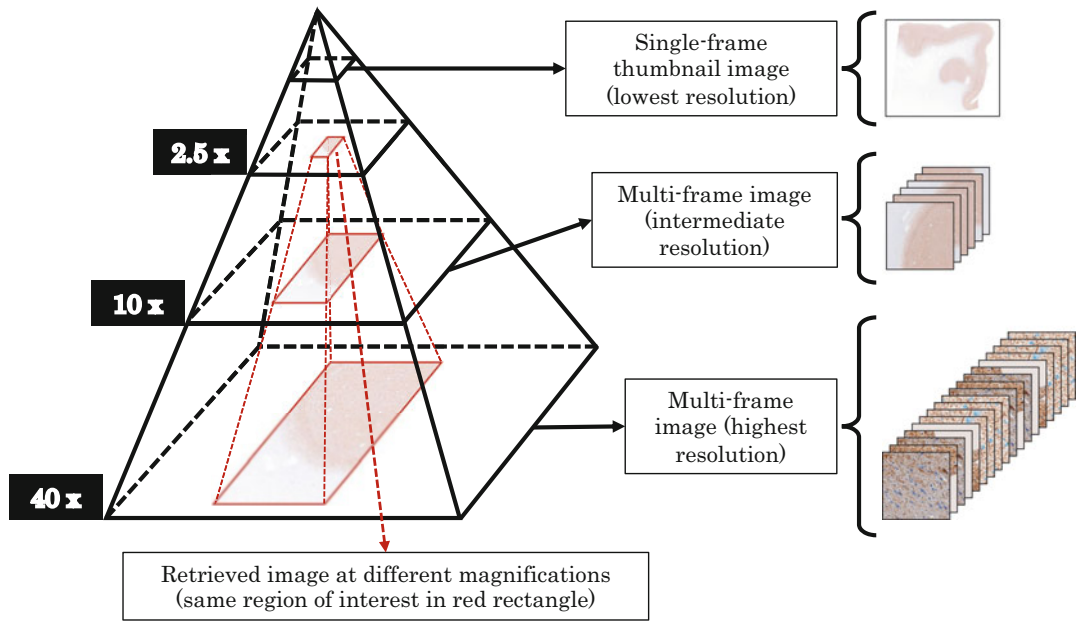 Single-frame
thumbnail image
(lowest resolution)
2.5 x
Multi-frame image
(intermediate
resolution)
10 x
Multi-frame
image (highest
resolution)
40 x
Retrieved image at different magnifications
(same region of interest in red rectangle)